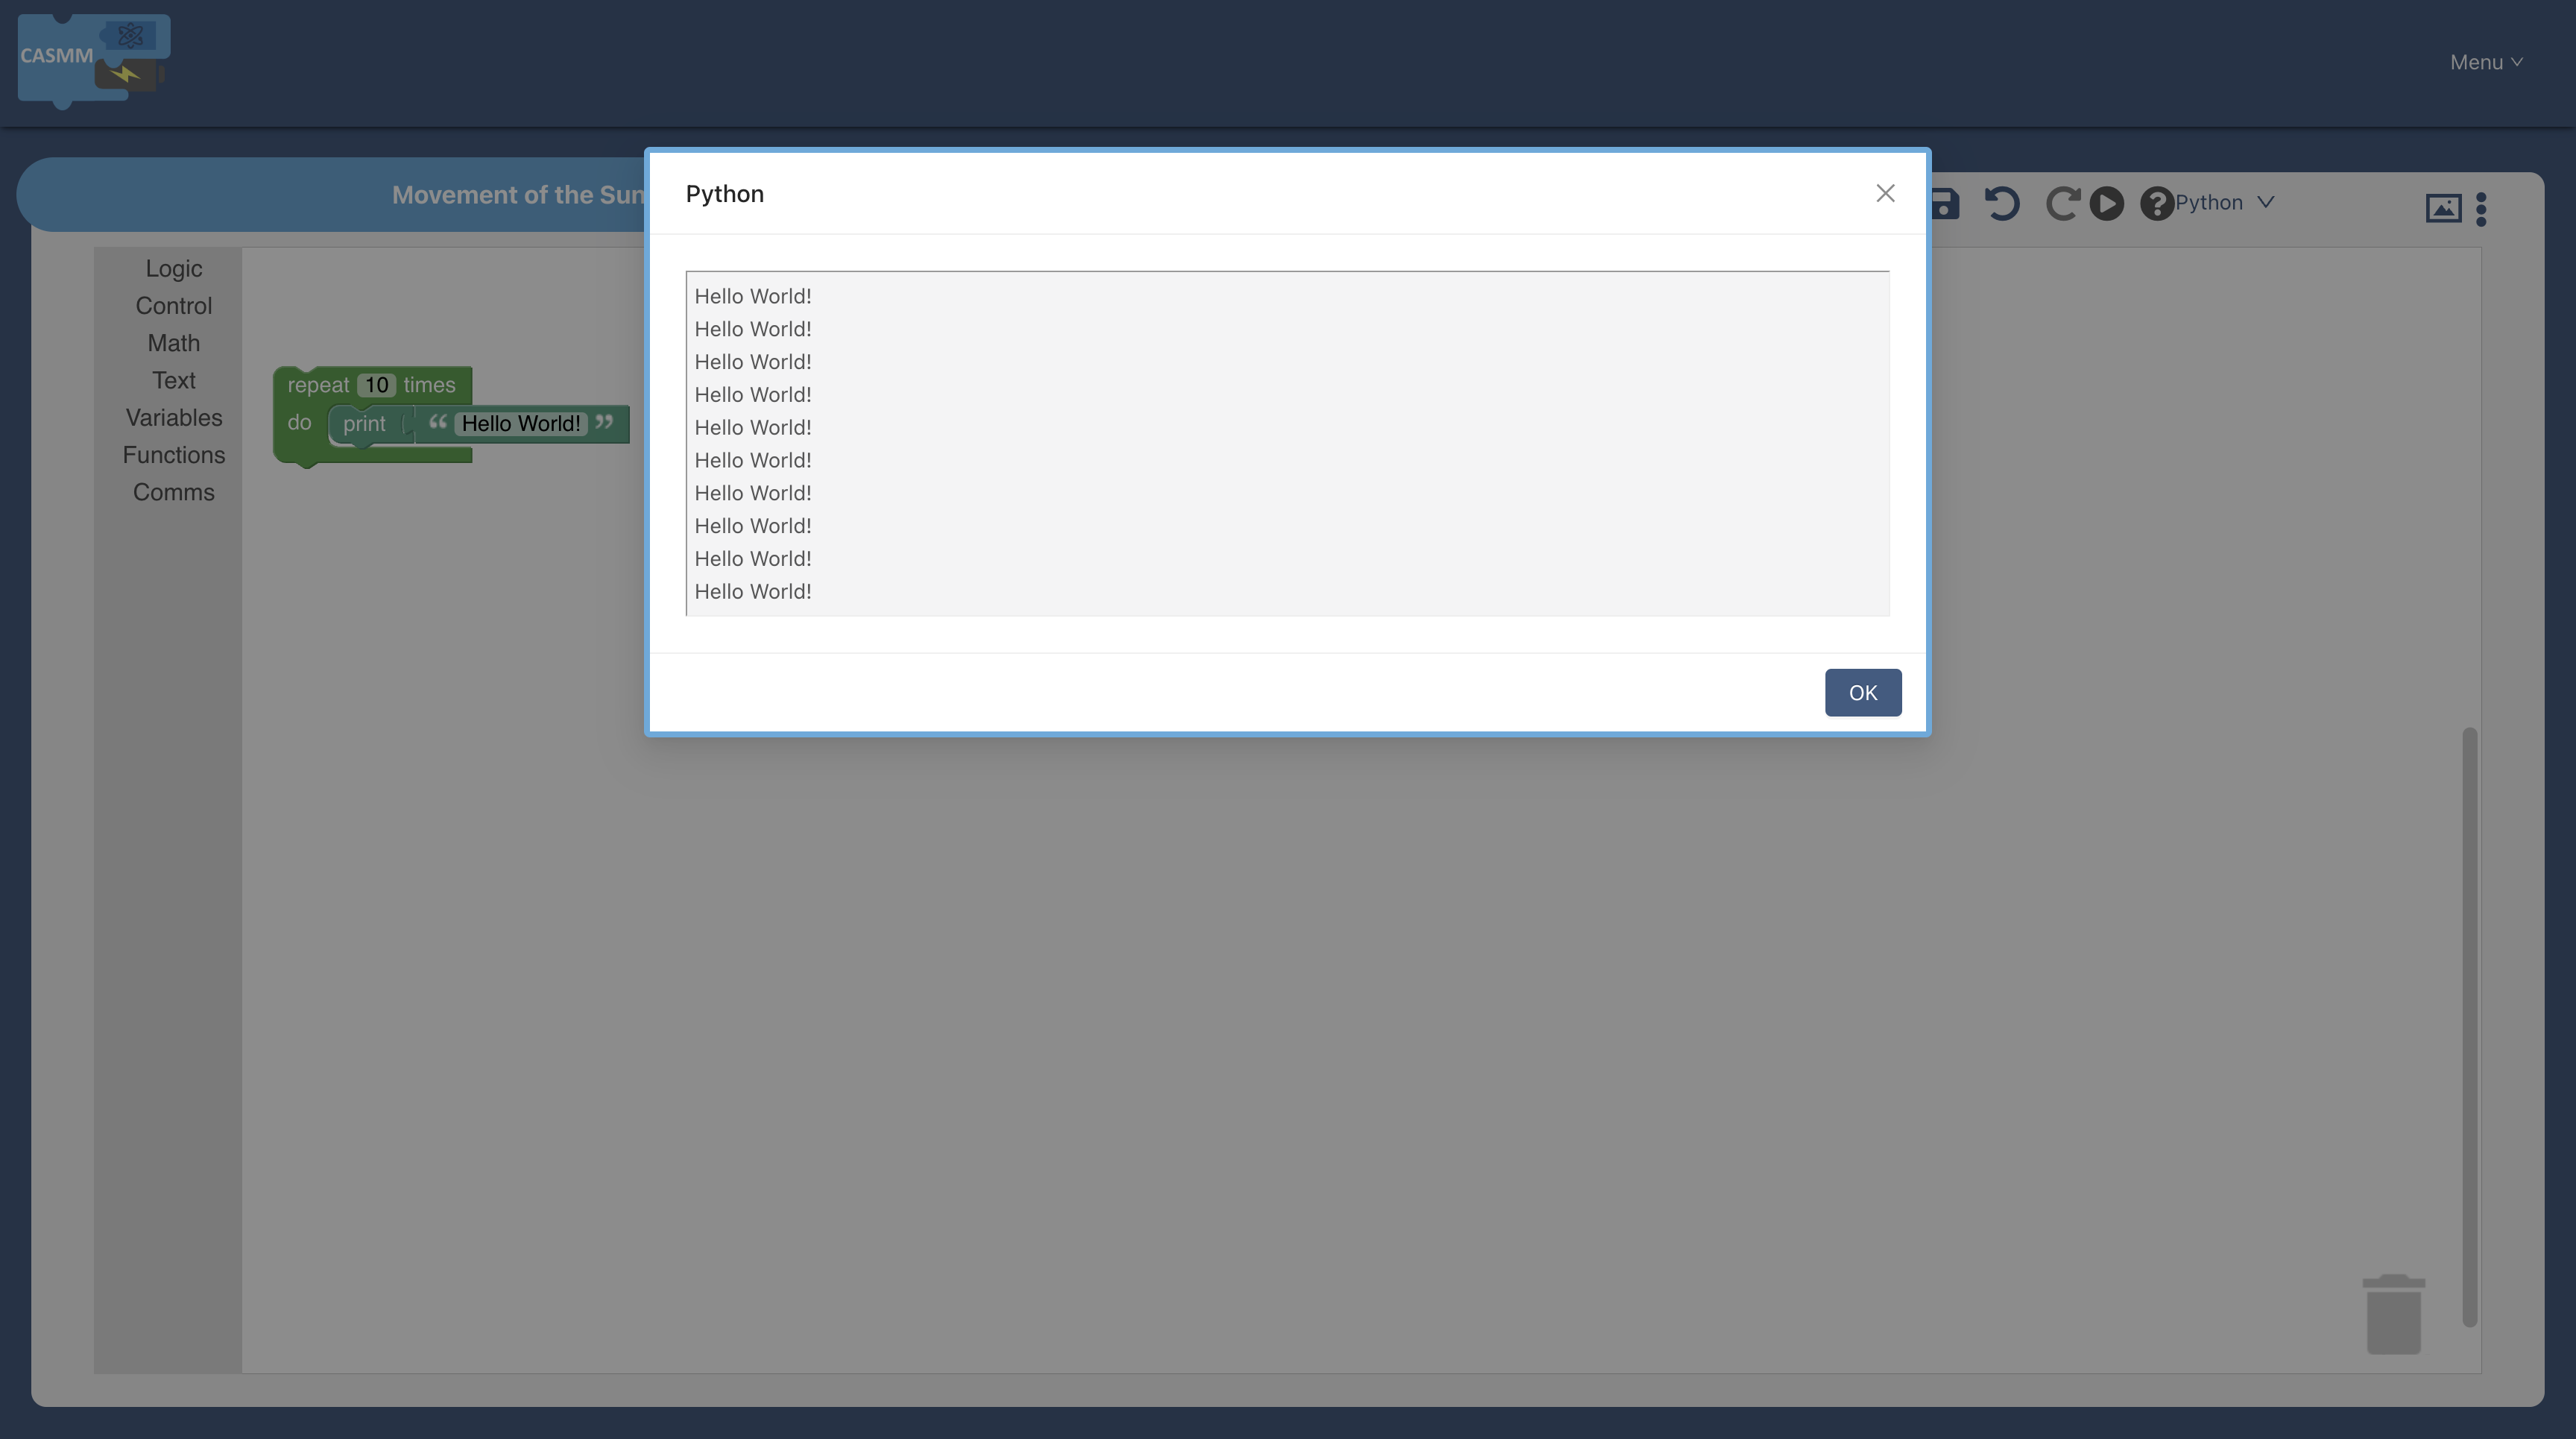 CASMM
Menu
Movement of the Sun
Python
Python
Logic
Control
Math
Text
Variables
Functions
Comms
repeat 10 times
do print “ Hello World! ”
Hello World!
Hello World!
Hello World!
Hello World!
Hello World!
Hello World!
Hello World!
Hello World!
Hello World!
Hello World!
OK